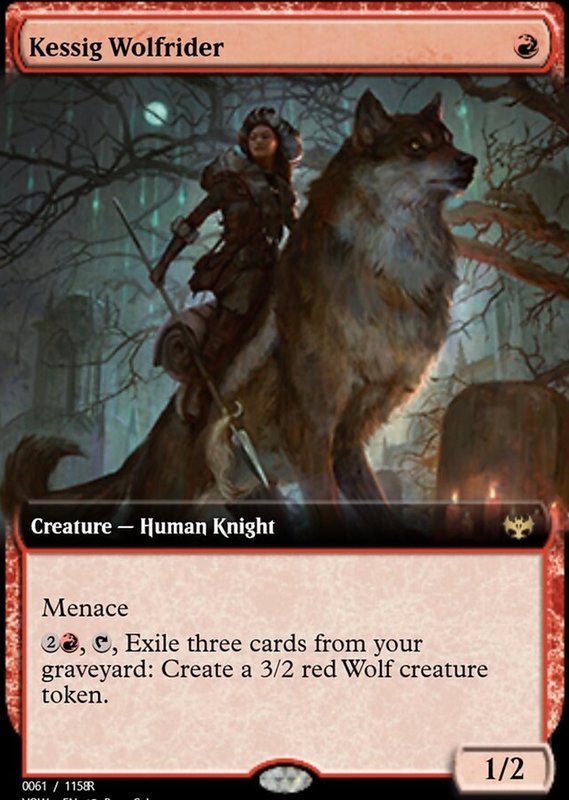 Kessig Wolfrider
Creature — Human Knight
Menace
2, Exile three cards from your
graveyard: Create a 3/2 red Wolf creature
token.
1/2
0061 / 1158R